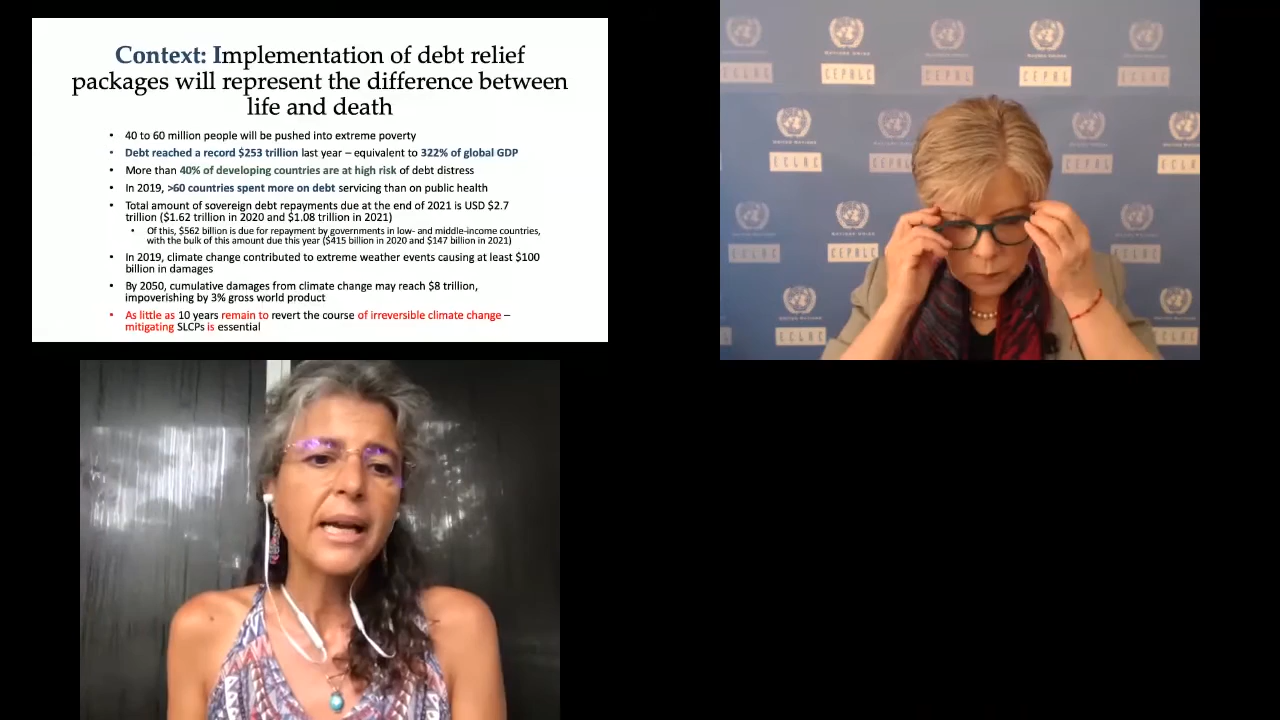 Context: Implementation of debt relief
packages will represent the difference between
life and death
• 40 to 60 million people will be pushed into extreme poverty
• Debt reached a record $253 trillion last year – equivalent to 322% of global GDP
• More than 40% of developing countries are at high risk of debt distress
• In 2019, >60 countries spent more on debt servicing than on public health
• Total amount of sovereign debt repayments due at the end of 2021 is USD $2.7
trillion ($1.62 trillion in 2020 and $1.08 trillion in 2021)
• Of this, $562 billion is due for repayment by governments in low- and middle-income countries,
with the bulk of this amount due this year ($415 billion in 2020 and $147 billion in 2021)
• In 2019, climate change contributed to extreme weather events causing at least $100
billion in damages
• By 2050, cumulative damages from climate change may reach $8 trillion,
impoverishing by 3% gross world product
• As little as 10 years remain to revert the course of irreversible climate change –
mitigating SLCPs is essential
ECLAC
CEPALC
CEPAL
CEPALC
CEPAL
UNITED NATIONS
ECLAC
ECLAC
CEPALC
ECLAC